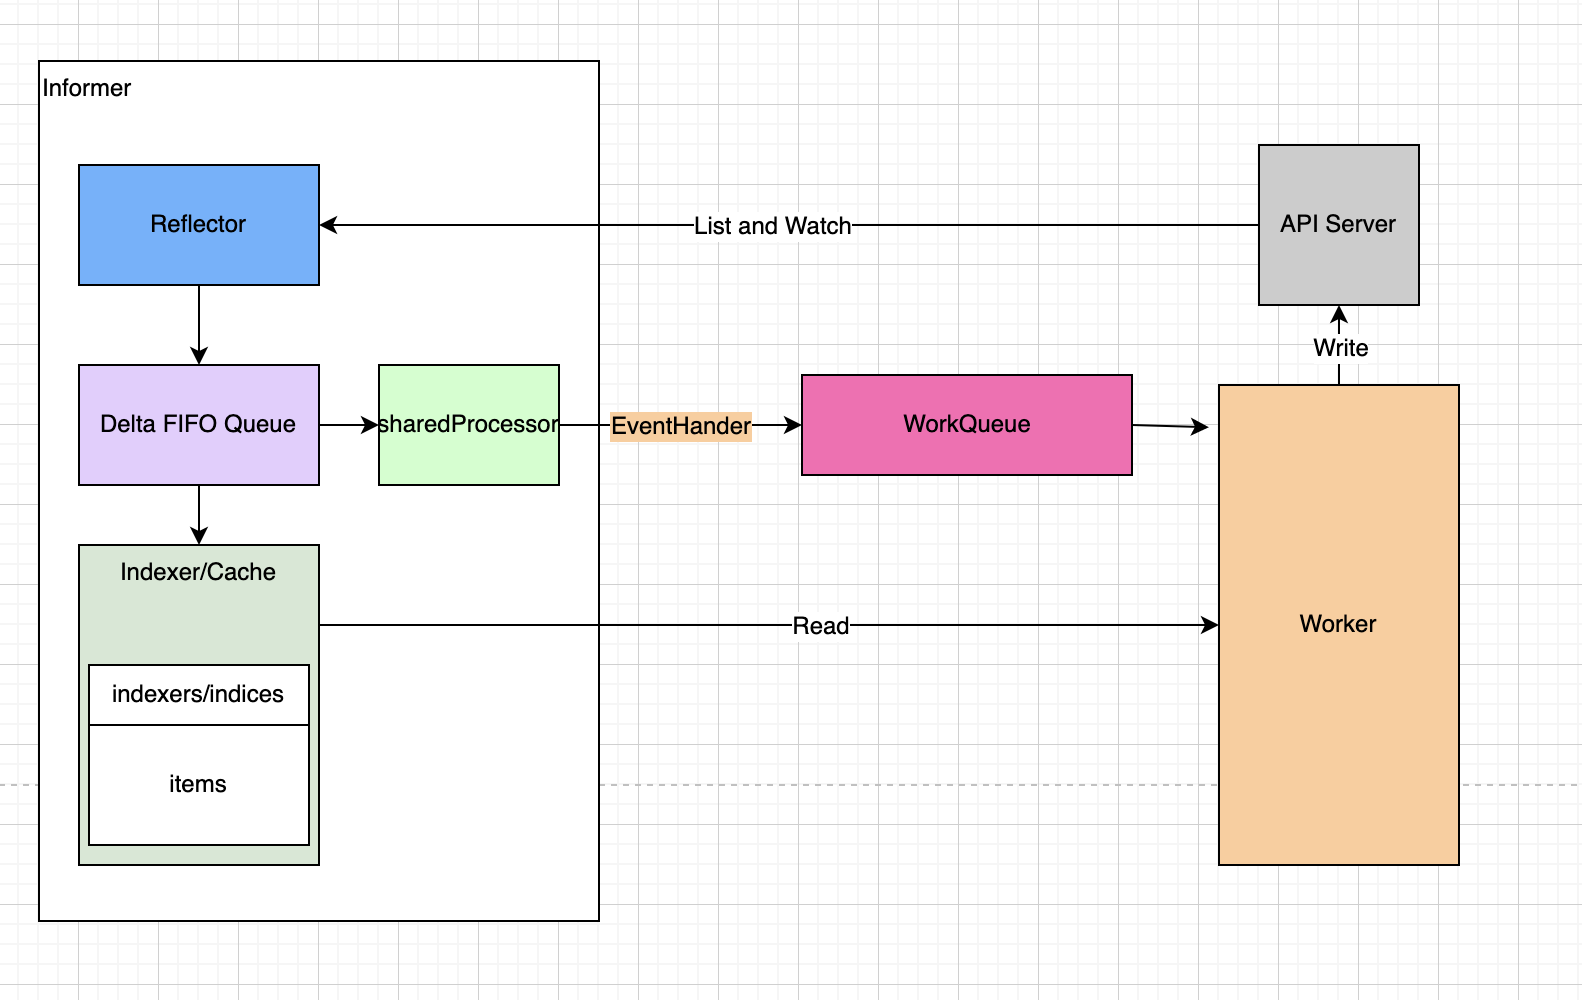 Informer
Reflector
List and Watch
API Server
Write
Delta FIFO Queue
sharedProcessor
EventHander
WorkQueue
Indexer/Cache
Read
Worker
indexers/indices
items